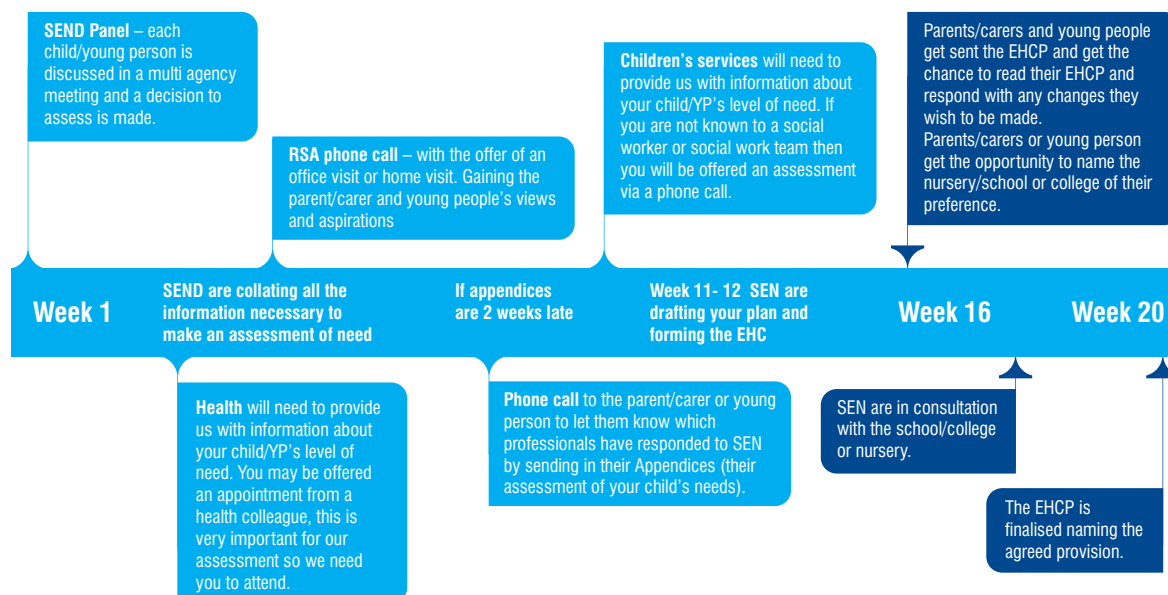 SEND Panel – each
child/young person is
discussed in a multi agency
meeting and a decision to
assess is made.
RSA phone call – with the offer of an
office visit or home visit. Gaining the
parent/carer and young people’s views
and aspirations
Children’s services will need to
provide us with information about
your child/YP’s level of need. If
you are not known to a social
worker or social work team then
you will be offered an assessment
via a phone call.
Parents/carers and young people
get sent the EHCP and get the
chance to read their EHCP and
respond with any changes they
wish to be made.
Parents/carers or young person
get the opportunity to name the
nursery/school or college of their
preference.
Week 1
SEND are collating all the
information necessary to
make an assessment of need
If appendices
are 2 weeks late
Week 11- 12 SEN are
drafting your plan and
forming the EHC
Week 16
Week 20
Health will need to provide
us with information about
your child/YP’s level of
need. You may be offered
an appointment from a
health colleague, this is
very important for our
assessment so we need
you to attend.
Phone call to the parent/carer or young
person to let them know which
professionals have responded to SEN
by sending in their Appendices (their
assessment of your child’s needs).
SEN are in consultation
with the school/college
or nursery.
The EHCP is
finalised naming the
agreed provision.